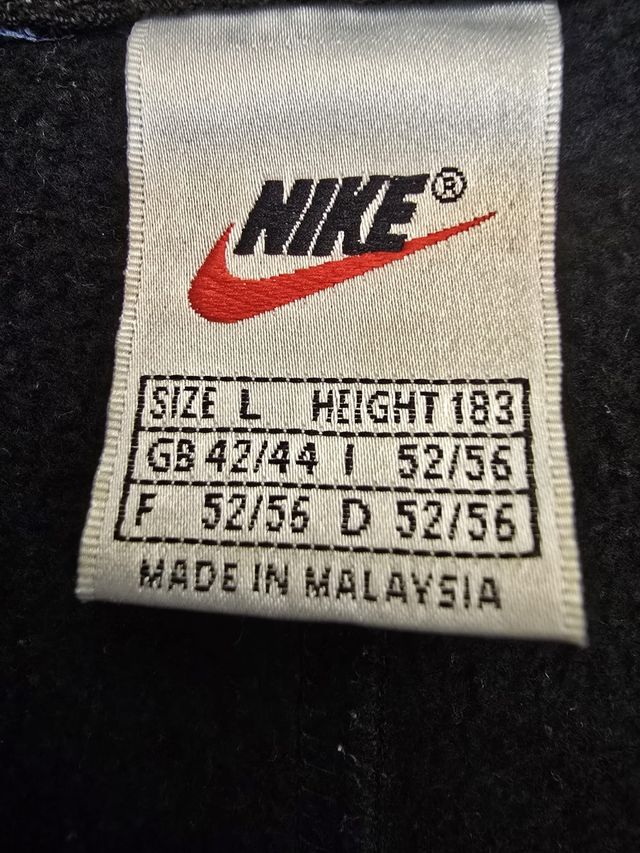 NIKE®
SIZE L HEIGHT 183
GB 42/44 I 52/56
F 52/56 D 52/56
MADE IN MALAYSIA